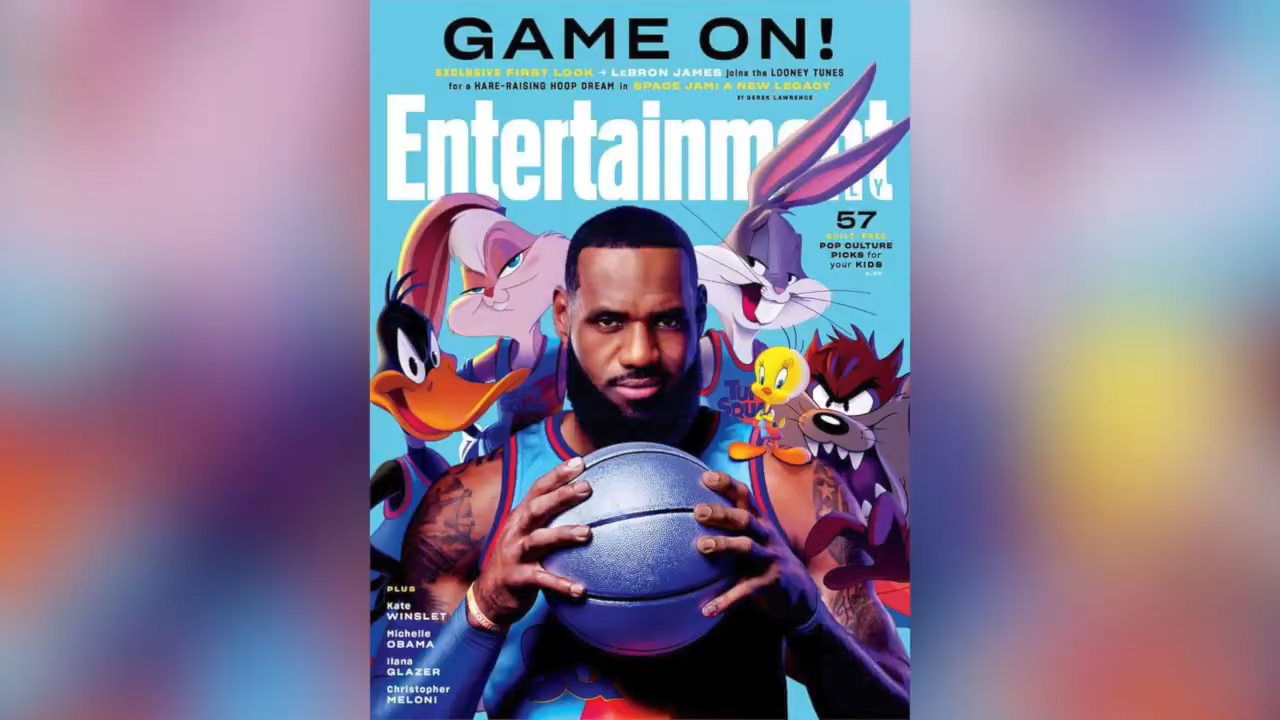 GAME ON!
EXCLUSIVE FIRST LOOK → LeBRON JAMES joins the LOONEY TUNES
for a HARE-RAISING HOOP DREAM in SPACE JAM: A NEW LEGACY
BY DEREK LAWRENCE
Entertainment
57
GUILT-FREE
POP CULTURE
PICKS for
your KIDS
PLUS
Kate
WINSLET
Michelle
OBAMA
Ilana
GLAZER
Christopher
MELONI